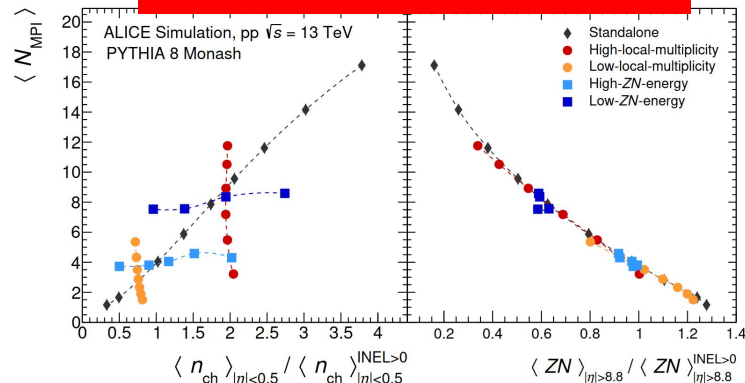 ⟨ N_MPI ⟩
20
18
16
14
12
10
8
6
4
2
0
ALICE Simulation, pp √s = 13 TeV
PYTHIA 8 Monash
0 0.5 1 1.5 2 2.5 3 3.5 4
⟨ n_ch ⟩_|η|<0.5 / ⟨ n_ch ⟩^INEL>0_|η|<0.5
Standalone
High-local-multiplicity
Low-local-multiplicity
High-ZN-energy
Low-ZN-energy
0.2 0.4 0.6 0.8 1 1.2 1.4
⟨ ZN ⟩_|η|>8.8 / ⟨ ZN ⟩^INEL>0_|η|>8.8